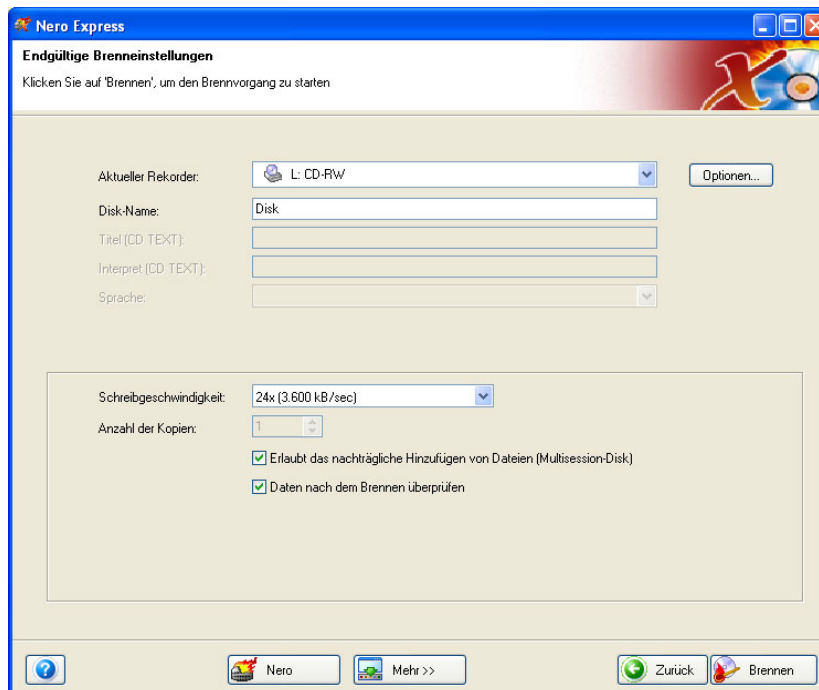 Nero Express
Endgültige Brenneinstellungen
Klicken Sie auf 'Brennen', um den Brennvorgang zu starten
Aktueller Rekorder: L: CD-RW Optionen...
Disk-Name: Disk
Titel (CD TEXT):
Interpret (CD TEXT):
Sprache:
Schreibgeschwindigkeit: 24x (3.600 kB/sec)
Anzahl der Kopien: 1
Erlaubt das nachträgliche Hinzufügen von Dateien (Multisession-Disk)
Daten nach dem Brennen überprüfen
Nero Mehr >> Zurück Brennen